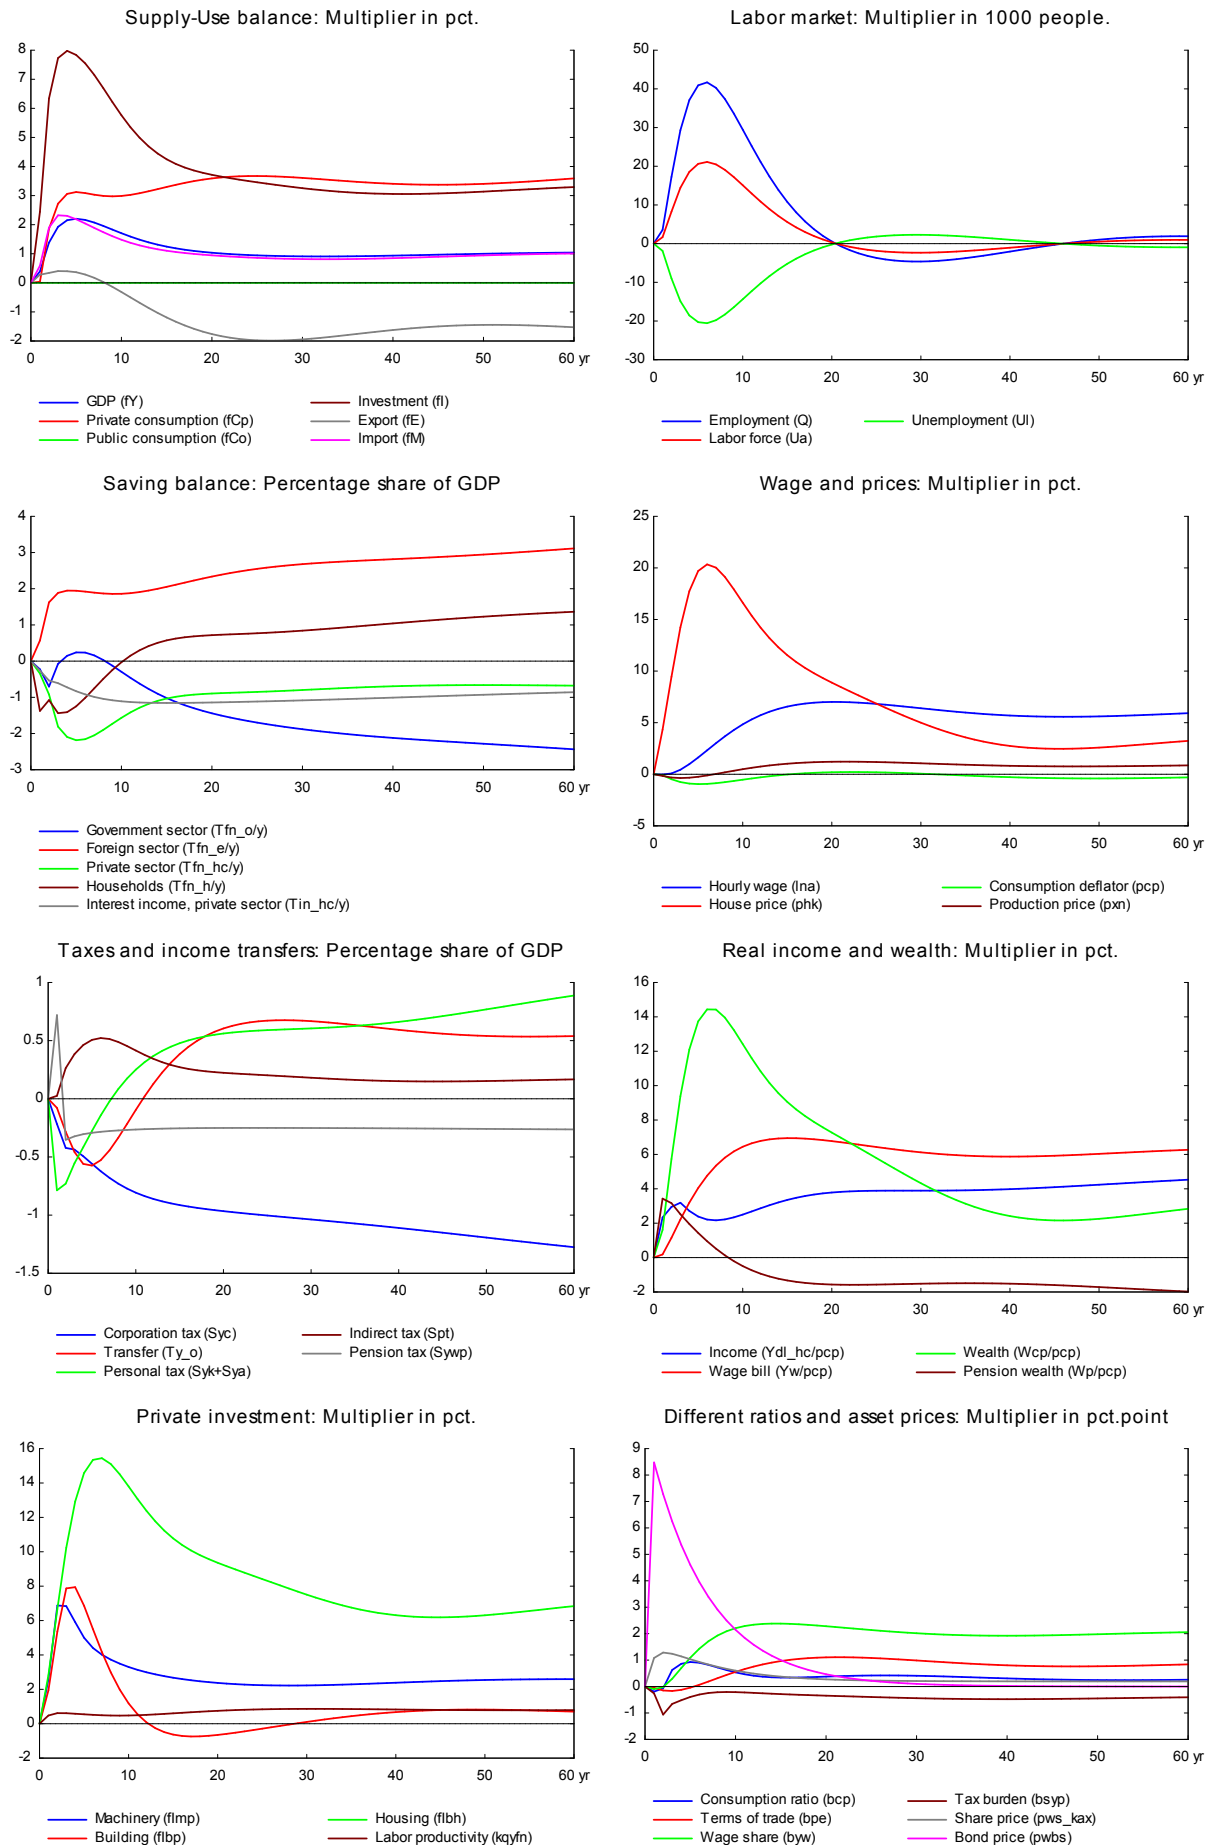 Supply-Use balance: Multiplier in pct.
8
7
6
5
4
3
2
1
0
-1
-2
0 10 20 30 40 50 60 yr
GDP (fY)
Investment (fI)
Private consumption (fCp)
Export (fE)
Public consumption (fCo)
Import (fM)
Labor market: Multiplier in 1000 people.
50
40
30
20
10
0
-10
-20
-30
0 10 20 30 40 50 60 yr
Employment (Q)
Unemployment (Ul)
Labor force (Ua)
Saving balance: Percentage share of GDP
4
3
2
1
0
-1
-2
-3
0 10 20 30 40 50 60 yr
Government sector (Tfn_o/y)
Foreign sector (Tfn_e/y)
Private sector (Tfn_hc/y)
Households (Tfn_h/y)
Interest income, private sector (Tin_hc/y)
Wage and prices: Multiplier in pct.
25
20
15
10
5
0
-5
0 10 20 30 40 50 60 yr
Hourly wage (lna)
Consumption deflator (pcp)
House price (phk)
Production price (pxn)
Taxes and income transfers: Percentage share of GDP
1
0.5
0
-0.5
-1
-1.5
0 10 20 30 40 50 60 yr
Corporation tax (Syc)
Indirect tax (Spt)
Transfer (Ty_o)
Pension tax (Sywp)
Personal tax (Syk+Sya)
Real income and wealth: Multiplier in pct.
16
14
12
10
8
6
4
2
0
-2
0 10 20 30 40 50 60 yr
Income (Ydl_hc/pcp)
Wealth (Wcp/pcp)
Wage bill (Yw/pcp)
Pension wealth (Wp/pcp)
Private investment: Multiplier in pct.
16
14
12
10
8
6
4
2
0
-2
0 10 20 30 40 50 60 yr
Machinery (fImp)
Housing (fIbh)
Building (fIbp)
Labor productivity (kqyfn)
Different ratios and asset prices: Multiplier in pct.point
9
8
7
6
5
4
3
2
1
0
-1
-2
0 10 20 30 40 50 60 yr
Consumption ratio (bcp)
Tax burden (bsyp)
Terms of trade (bpe)
Share price (pws_kax)
Wage share (byw)
Bond price (pwbs)